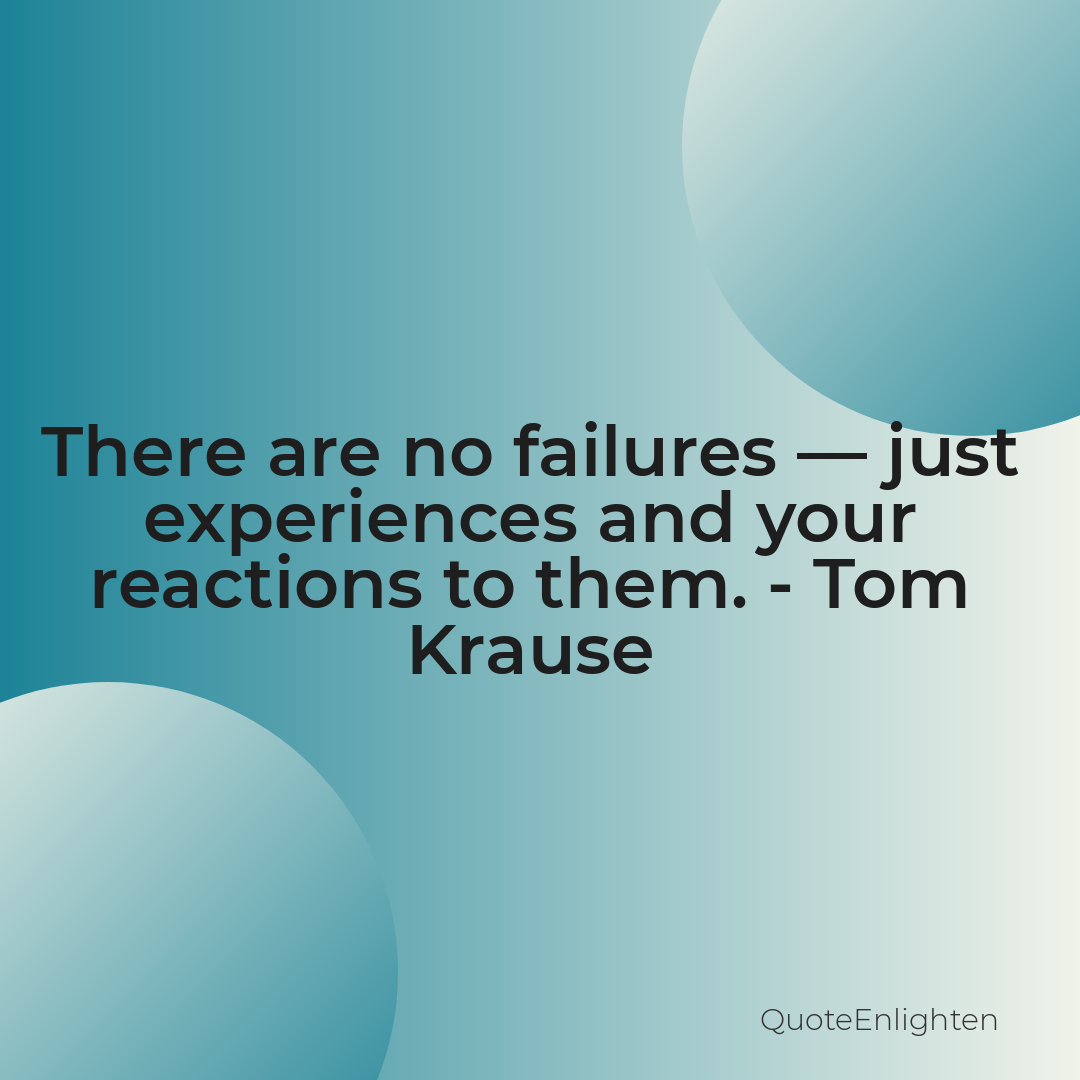 There are no failures — just
experiences and your
reactions to them. - Tom
Krause
QuoteEnlighten